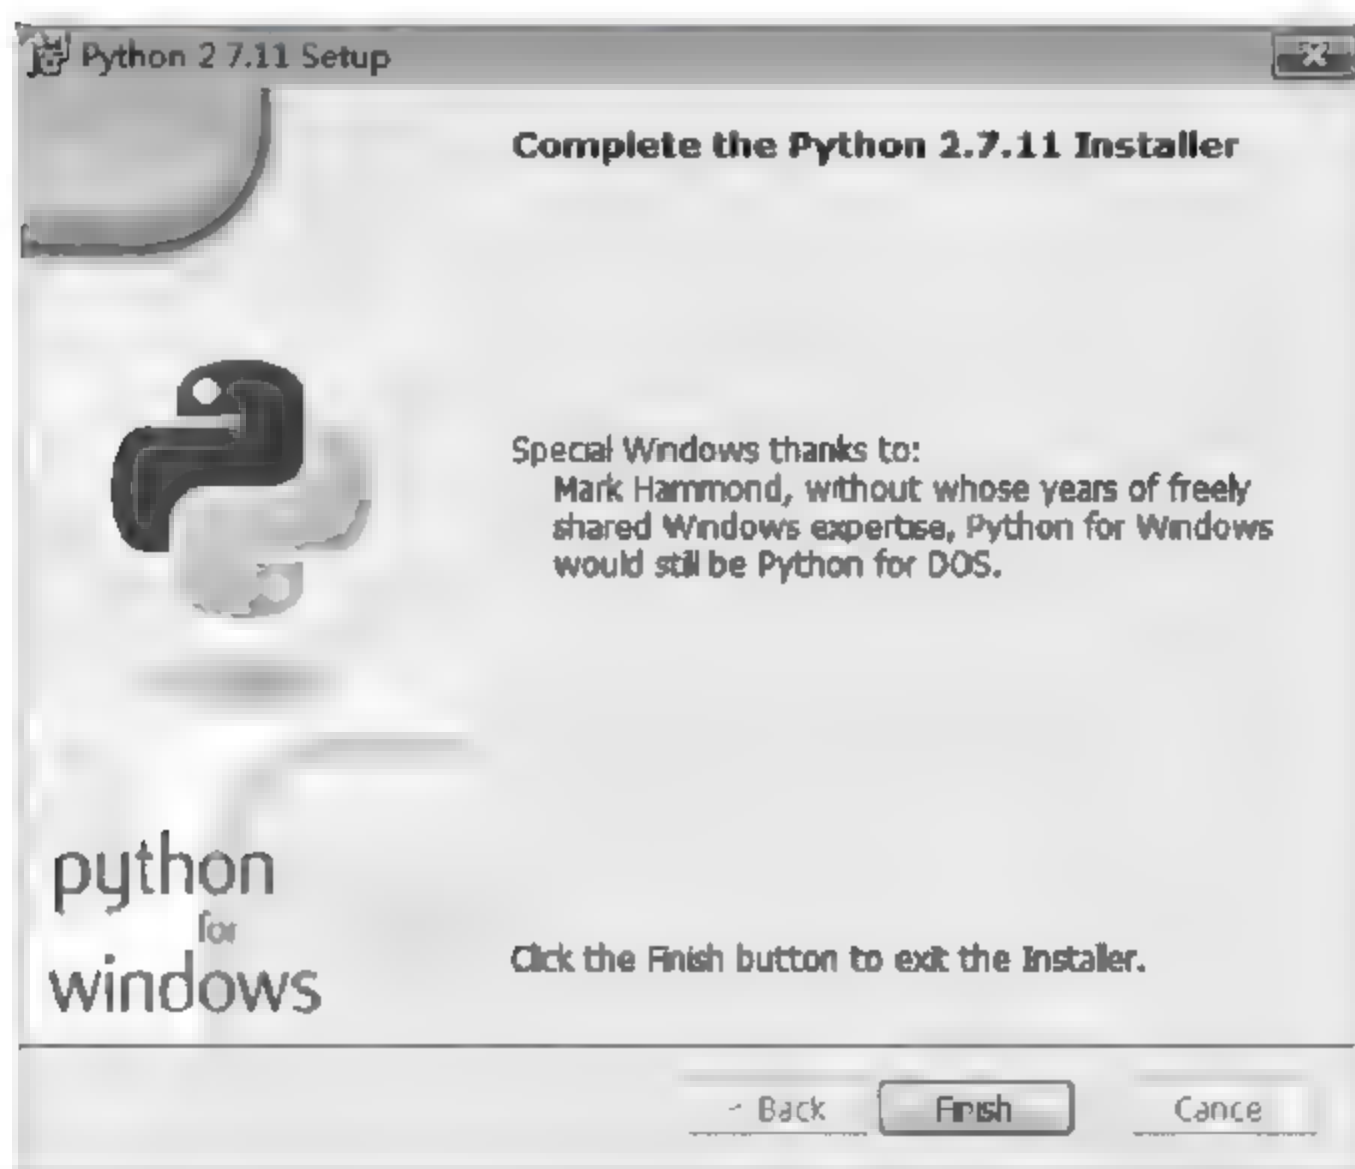 Python 2 7.11 Setup
Complete the Python 2.7.11 Installer
Special Windows thanks to:
Mark Hammond, without whose years of freely
shared Windows expertise, Python for Windows
would still be Python for DOS.
python
for
windows
Click the Finish button to exit the Installer.
Back
Finish
Cance